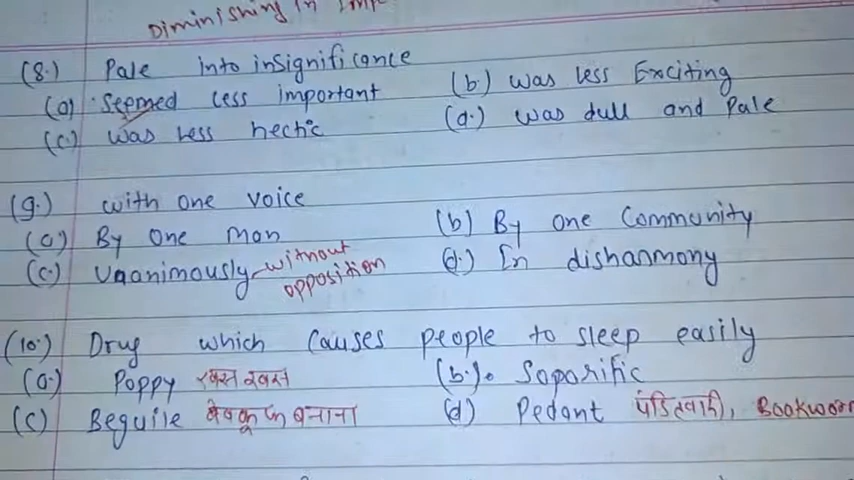 Diminishing in
(8.) Pale into insignificance
(a) Seemed less important (b) was less Exciting
(c.) was less hectic (d.) was dull and Pale
(9.) with one voice
(a) By one man (b) By one Community
(c.) Unanimously without opposition (d.) In disharmony
(10.) Drug which causes people to sleep easily
(a.) Poppy खसखस (b.) Soporific
(c) Beguile बेवकूफ बनाना (d) Pedant पंडितवादी, Bookwor